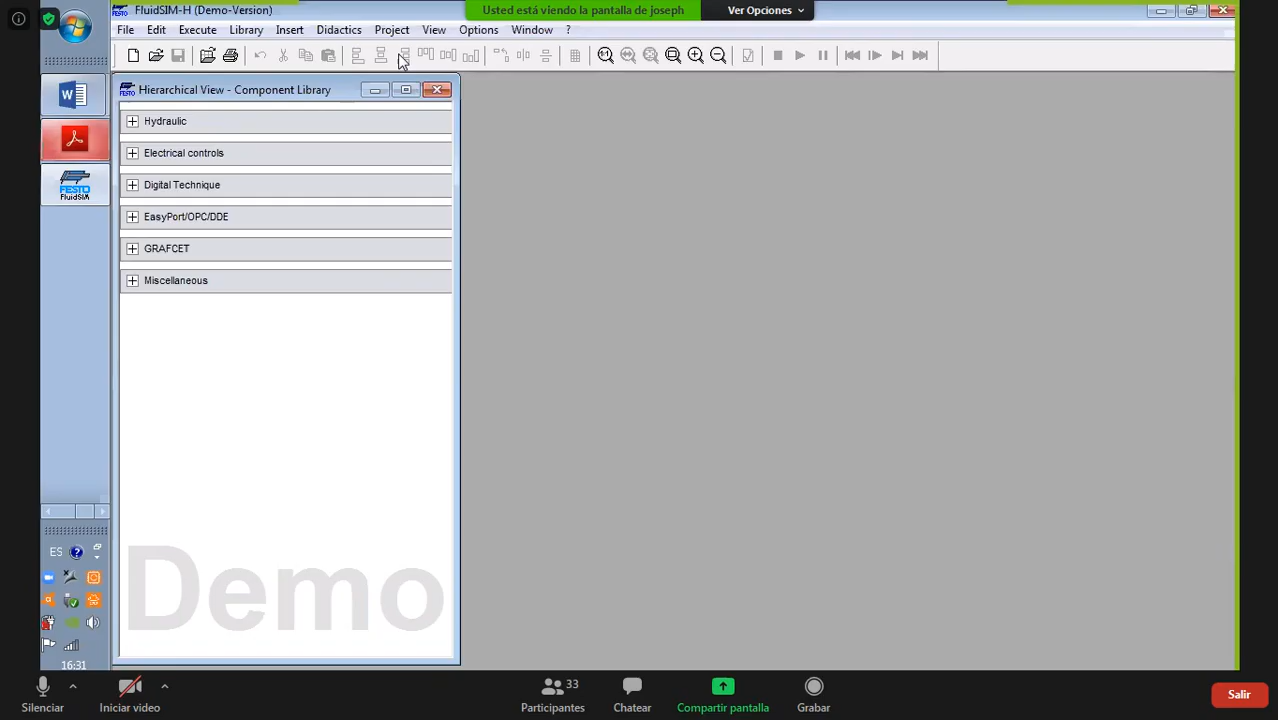 FluidSIM-H (Demo-Version)
Usted está viendo la pantalla de joseph
Ver Opciones
File Edit Execute Library Insert Didactics Project View Options Window ?
1:1
Hierarchical View - Component Library
Hydraulic
Electrical controls
Digital Technique
EasyPort/OPC/DDE
GRAFCET
Miscellaneous
FluidSIM
Demo
ES
16:31
33
Silenciar
Iniciar video
Participantes
Chatear
Compartir pantalla
Grabar
Salir